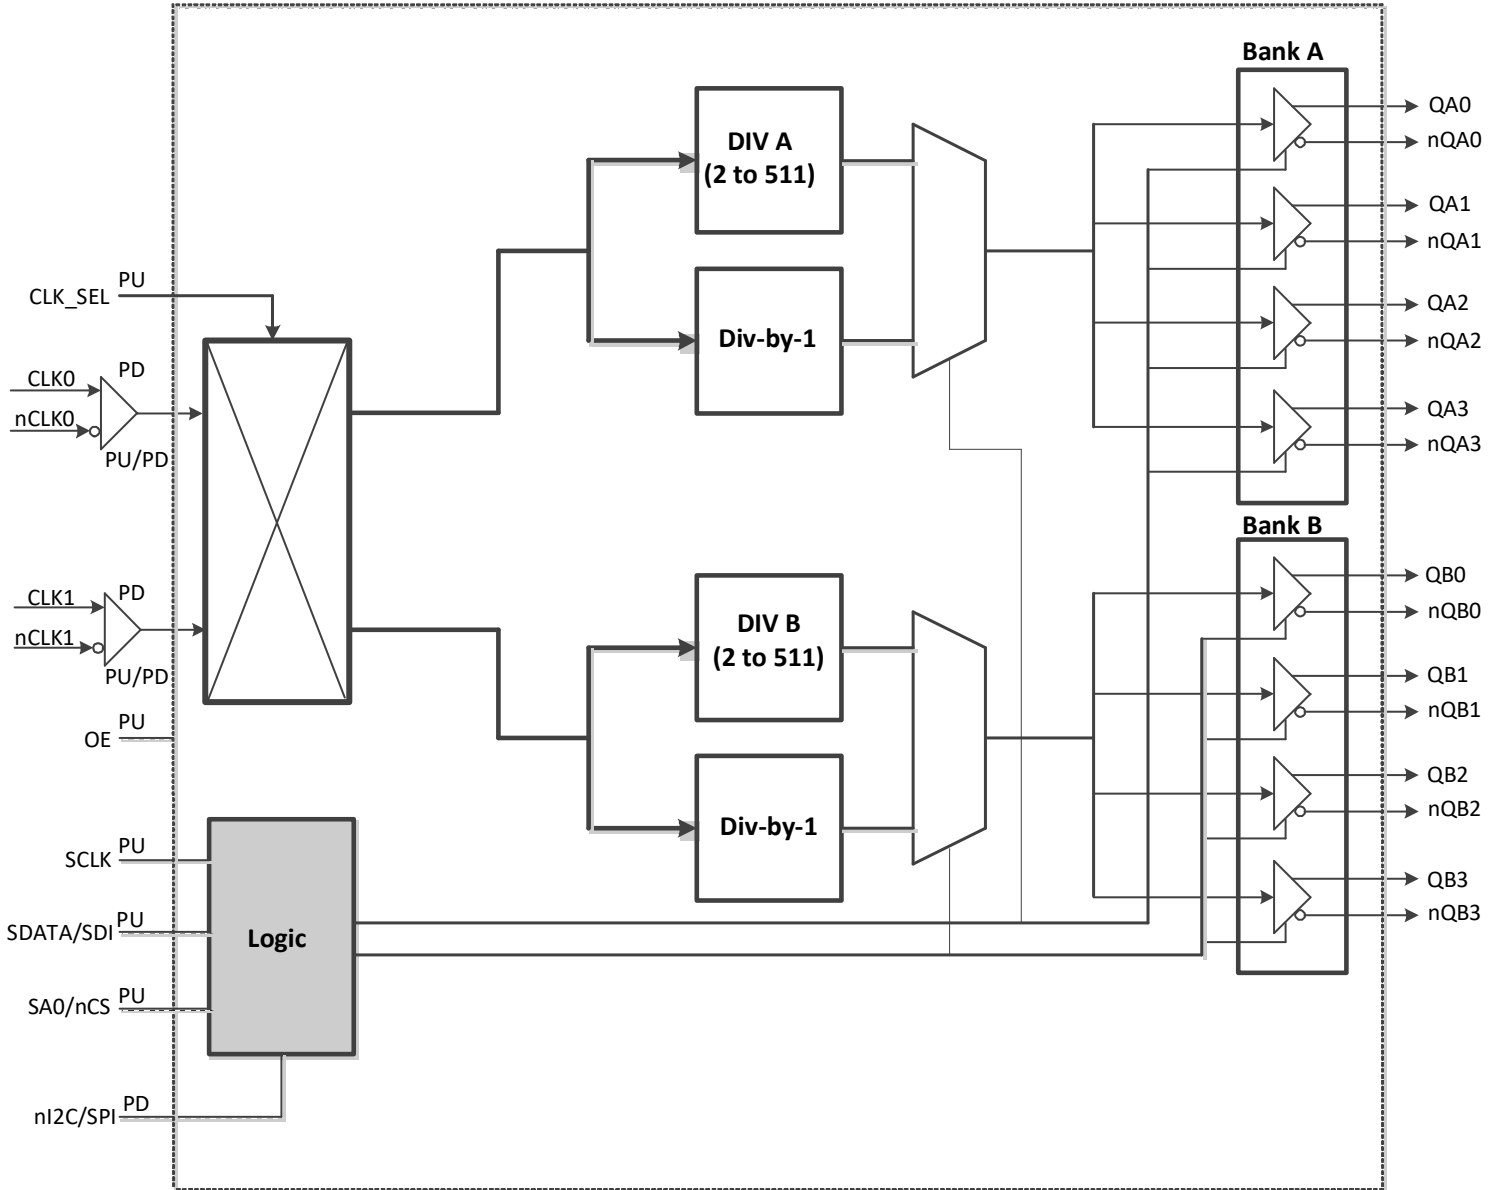 Bank A
QA0
nQA0
QA1
nQA1
QA2
nQA2
QA3
nQA3
DIV A
(2 to 511)
Div-by-1
CLK_SEL
PU
CLK0
PD
nCLK0
PU/PD
CLK1
PD
nCLK1
PU/PD
OE
PU
Bank B
QB0
nQB0
QB1
nQB1
QB2
nQB2
QB3
nQB3
DIV B
(2 to 511)
Div-by-1
SCLK
PU
SDATA/SDI
PU
SA0/nCS
PU
Logic
nI2C/SPI
PD